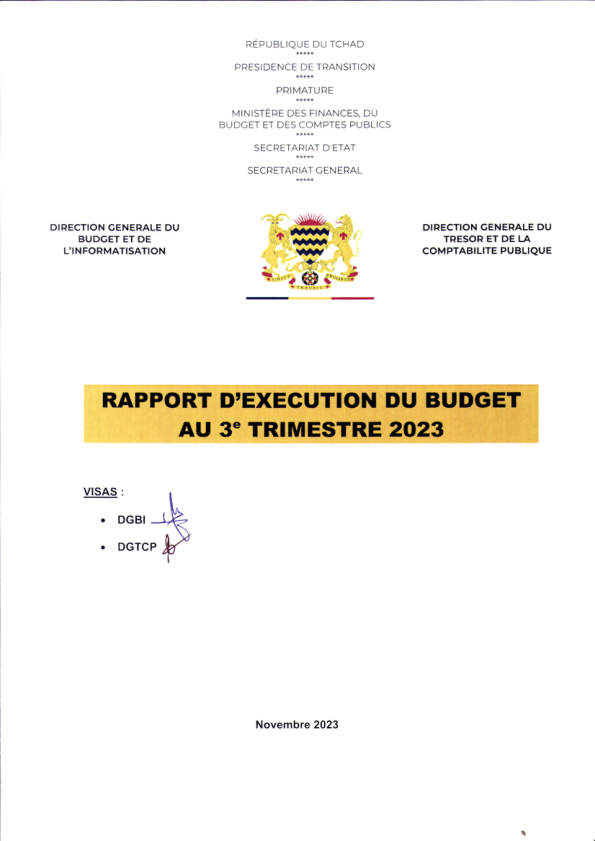 RÉPUBLIQUE DU TCHAD
*****
PRESIDENCE DE TRANSITION
*****
PRIMATURE
*****
MINISTÈRE DES FINANCES, DU
BUDGET ET DES COMPTES PUBLICS
*****
SECRETARIAT D'ETAT
*****
SECRETARIAT GENERAL
*****
DIRECTION GENERALE DU
BUDGET ET DE
L'INFORMATISATION
UNITÉ TRAVAIL PROGRÈS
DIRECTION GENERALE DU
TRESOR ET DE LA
COMPTABILITE PUBLIQUE
RAPPORT D'EXECUTION DU BUDGET
AU 3e TRIMESTRE 2023
VISAS :
• DGBI
• DGTCP
Novembre 2023